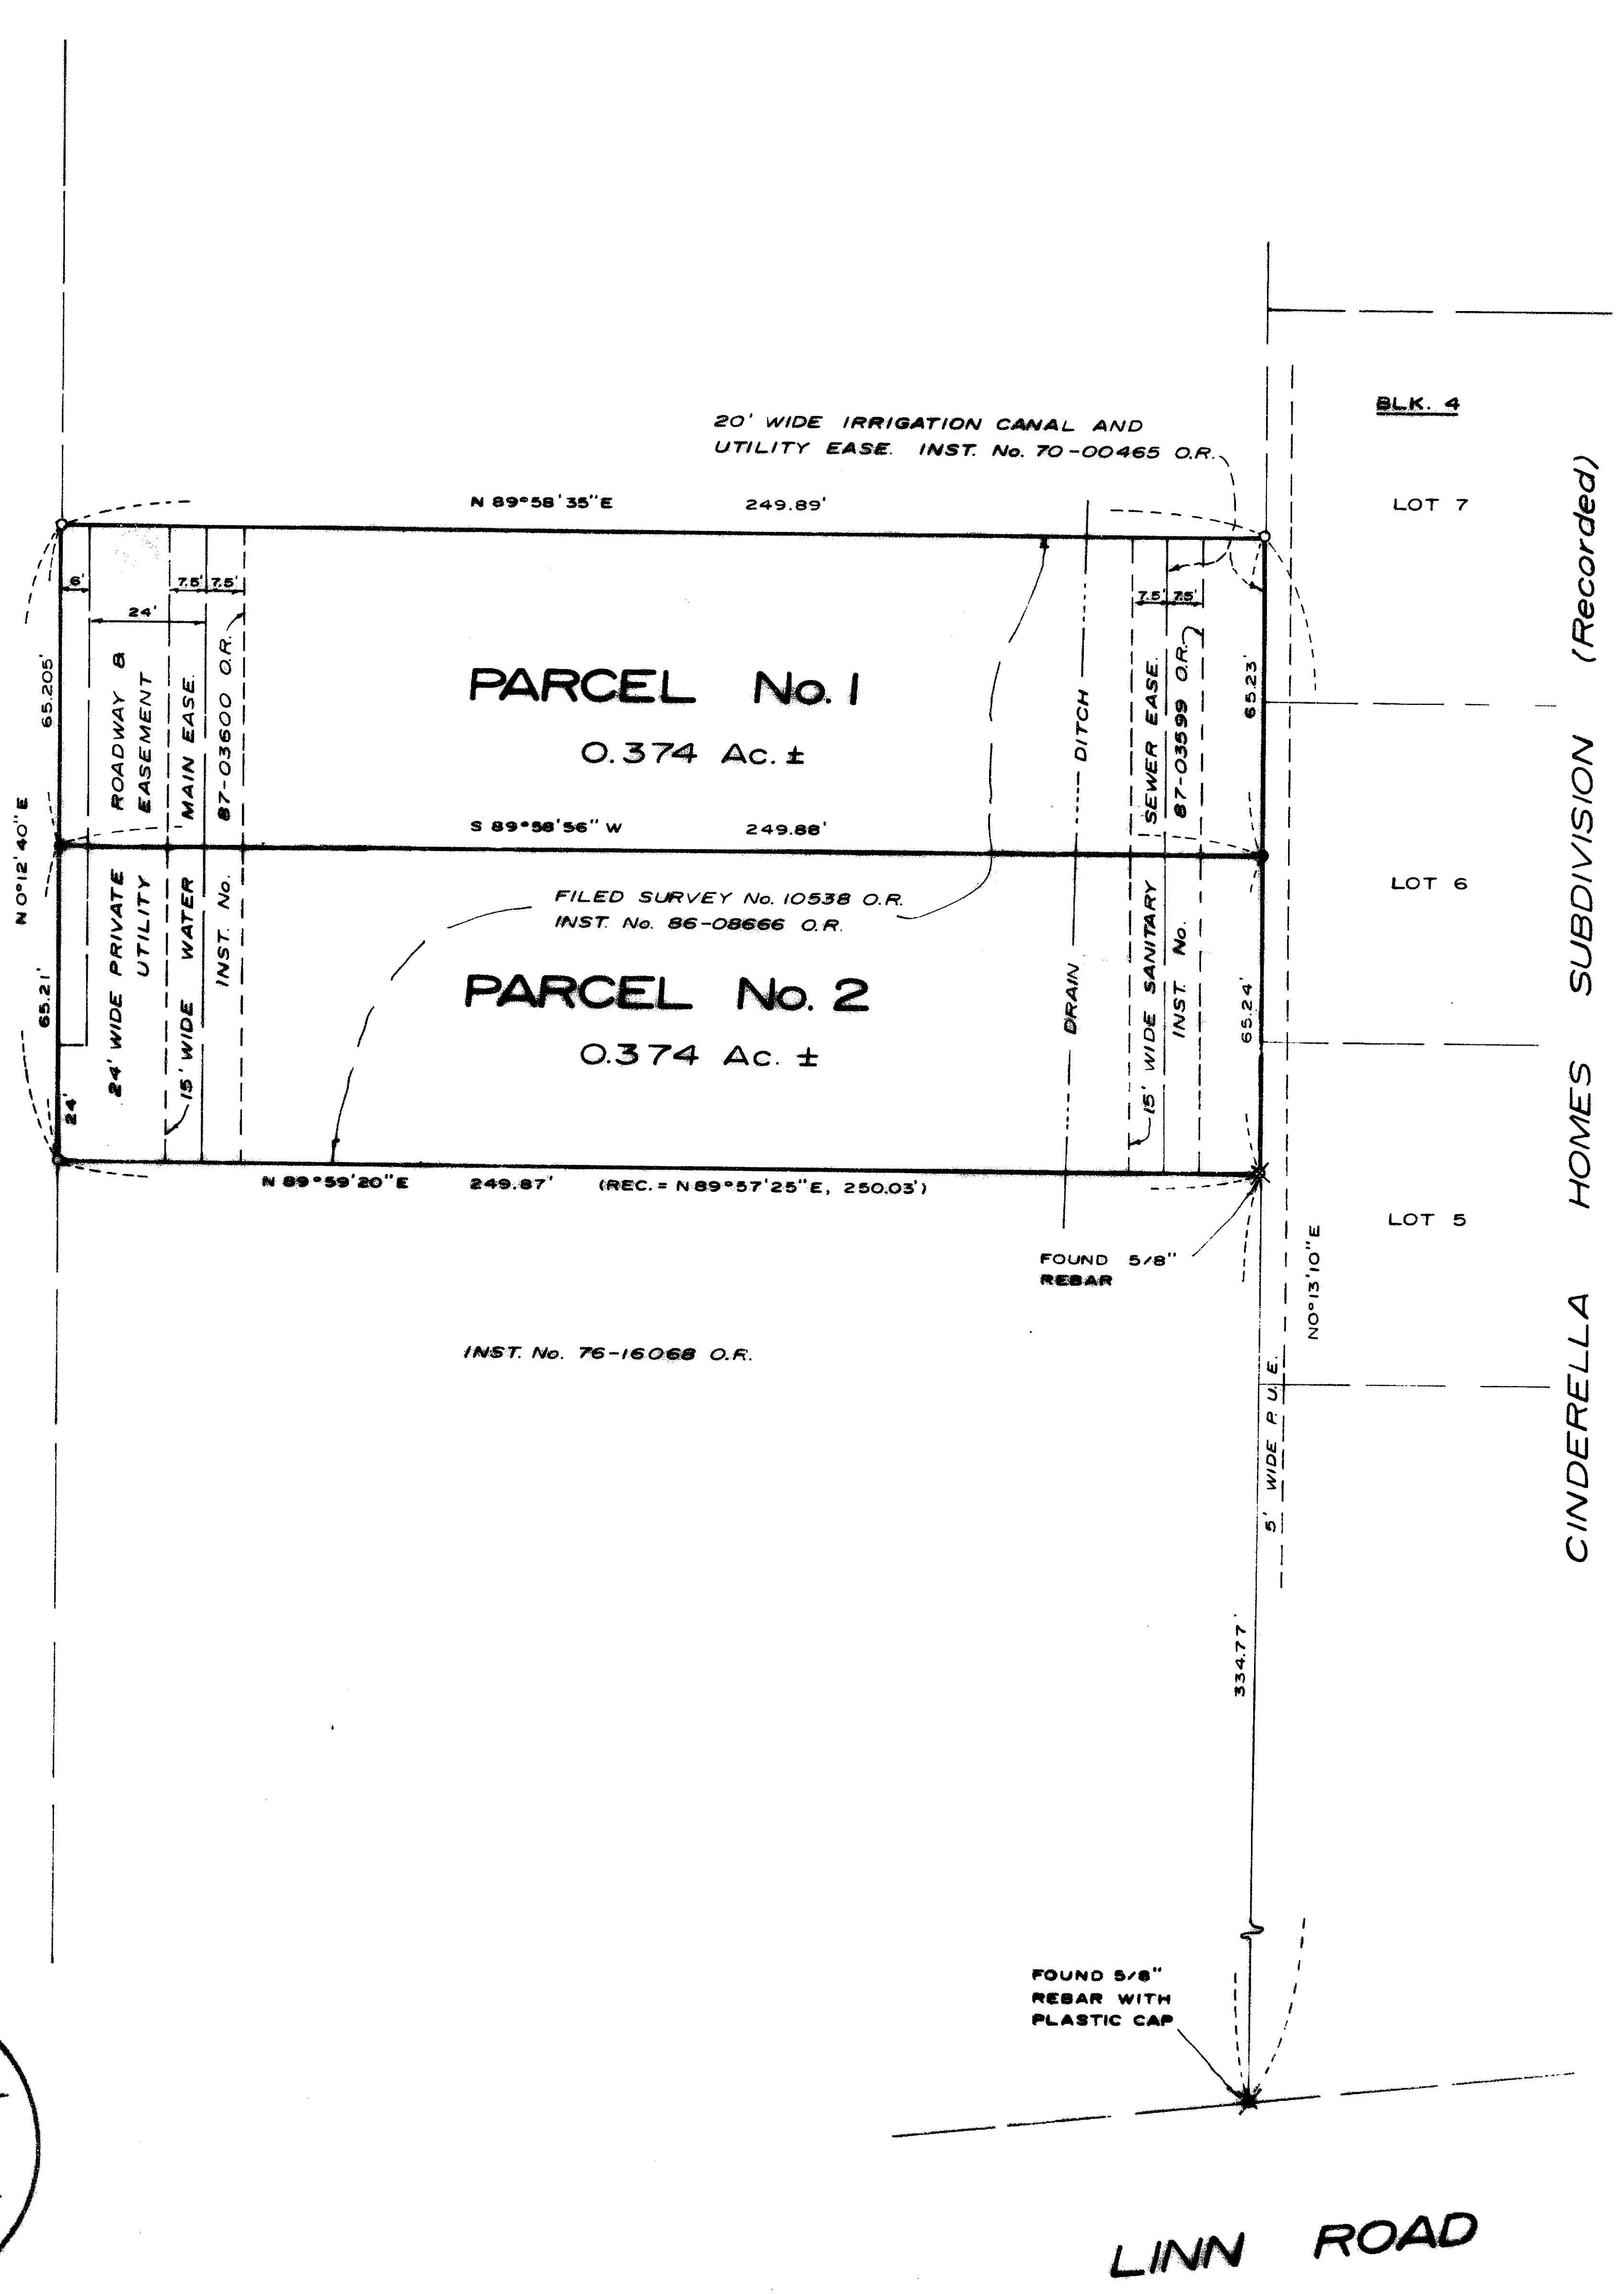 BLK. 4
20' WIDE IRRIGATION CANAL AND
UTILITY EASE. INST. No. 70-00465 O.R.
LOT 7
N 89°58'35"E 249.89'
6'
7.5' 7.5'
24'
7.5' 7.5'
65.205'
ROADWAY &
EASEMENT
MAIN EASE.
87-03600 O.R.
PARCEL No. 1
0.374 Ac. ±
DITCH
SEWER EASE.
87-03599 O.R.
65.23'
S 89°58'56" W 249.88'
N 0°12'40"E
LOT 6
24' WIDE PRIVATE
UTILITY
15' WIDE WATER
INST. No.
FILED SURVEY No. 10538 O.R.
INST. No. 86-08666 O.R.
65.21'
24'
PARCEL No. 2
0.374 Ac. ±
DRAIN
15' WIDE SANITARY
INST. No.
65.24'
N 89°59'20"E 249.87' (REC. = N 89°57'25"E, 250.03')
LOT 5
FOUND 5/8"
REBAR
N0°13'10"E
INST. No. 76-16068 O.R.
5' WIDE P.U.E.
CINDERELLA HOMES SUBDIVISION (Recorded)
334.77'
FOUND 5/8"
REBAR WITH
PLASTIC CAP
LINN ROAD